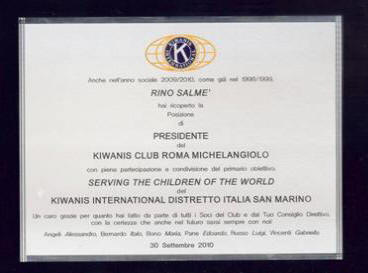 KIWANIS
INTERNATIONAL
K
Anche nell'anno sociale 2009/2010, come già nel 1998/1999,
RINO SALME'
hai ricoperto la
Posizione
di
PRESIDENTE
del
KIWANIS CLUB ROMA MICHELANGIOLO
con piena partecipazione e condivisione del primario obiettivo.
SERVING THE CHILDREN OF THE WORLD
del
KIWANIS INTERNATIONAL DISTRETTO ITALIA SAN MARINO
Un caro grazie per quanto hai fatto da parte di tutti i Soci del Club e dal Tuo Consiglio Direttivo,
con la certezza che anche nel futuro sarai sempre con noi!
Angeli Alessandro, Bernardo Italo, Bono Maria, Pane Edoardo, Russo Luigi, Vincenti Gabriella
30 Settembre 2010